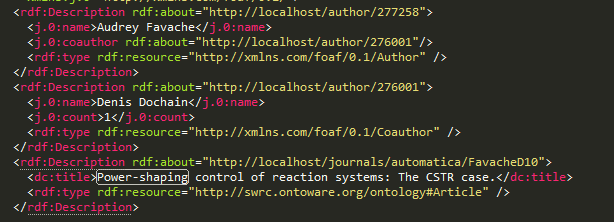 <rdf:Description rdf:about="http://localhost/author/277258">
<j.0:name>Audrey Favache</j.0:name>
<j.0:coauthor rdf:about="http://localhost/author/276001"/>
<rdf:type rdf:resource="http://xmlns.com/foaf/0.1/Author" />
</rdf:Description>
<rdf:Description rdf:about="http://localhost/author/276001">
<j.0:name>Denis Dochain</j.0:name>
<j.0:count>1</j.0:count>
<rdf:type rdf:resource="http://xmlns.com/foaf/0.1/Coauthor" />
</rdf:Description>
<rdf:Description rdf:about="http://localhost/journals/automatica/FavacheD10">
<dc:title>Power-shaping control of reaction systems: The CSTR case.</dc:title>
<rdf:type rdf:resource="http://swrc.ontoware.org/ontology#Article" />
</rdf:Description>